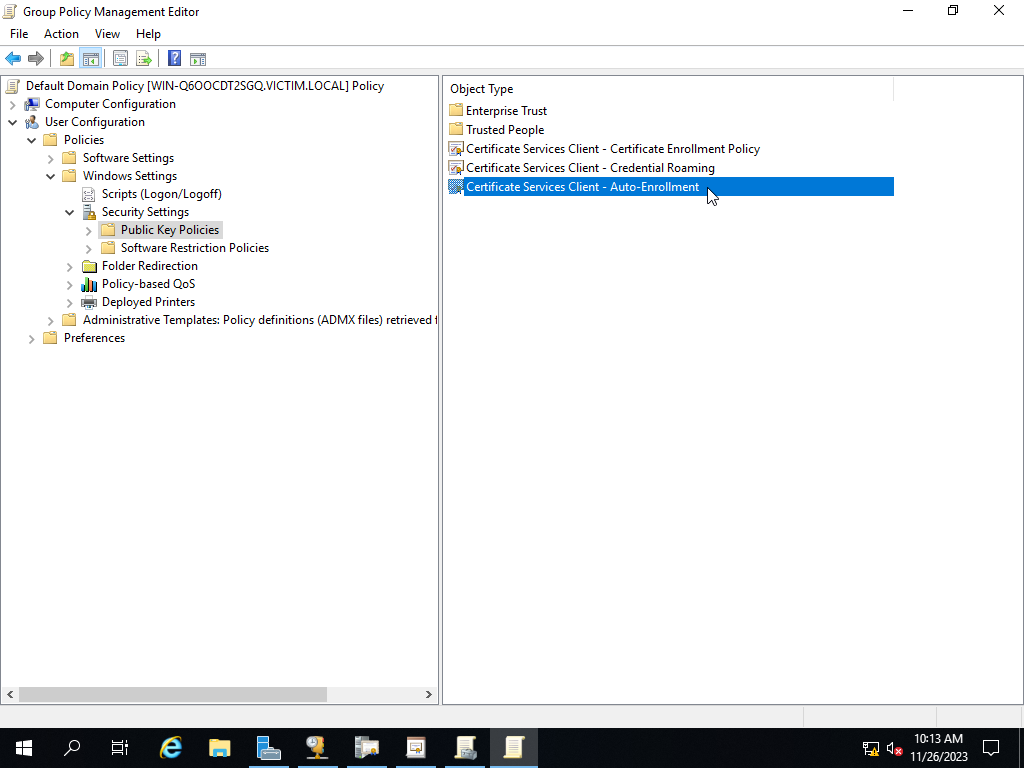 Group Policy Management Editor
File Action View Help
Default Domain Policy [WIN-Q6OOCDT2SGQ.VICTIM.LOCAL] Policy
Computer Configuration
User Configuration
Policies
Software Settings
Windows Settings
Scripts (Logon/Logoff)
Security Settings
Public Key Policies
Software Restriction Policies
Folder Redirection
Policy-based QoS
Deployed Printers
Administrative Templates: Policy definitions (ADMX files) retrieved
Preferences
Object Type
Enterprise Trust
Trusted People
Certificate Services Client - Certificate Enrollment Policy
Certificate Services Client - Credential Roaming
Certificate Services Client - Auto-Enrollment
10:13 AM
11/26/2023